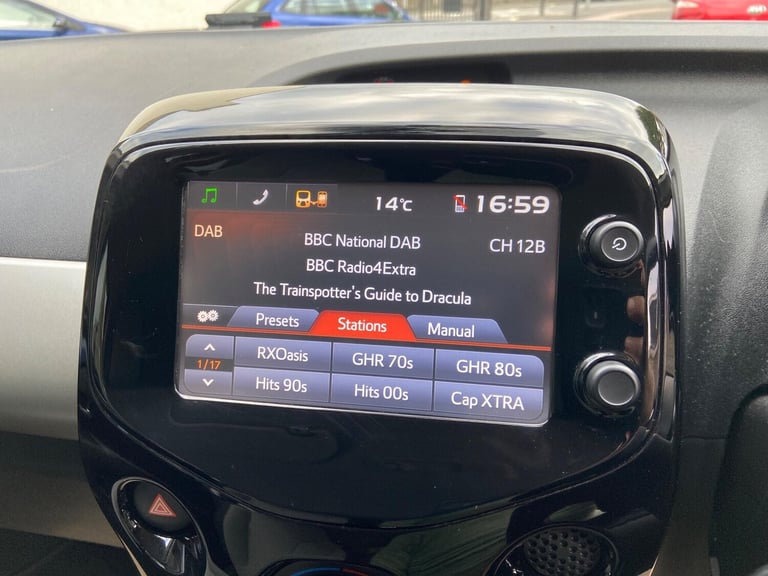 14°C 16:59
DAB BBC National DAB CH 12B
BBC Radio4Extra
The Trainspotter's Guide to Dracula
Presets Stations Manual
1/17 RXOasis GHR 70s GHR 80s
Hits 90s Hits 00s Cap XTRA